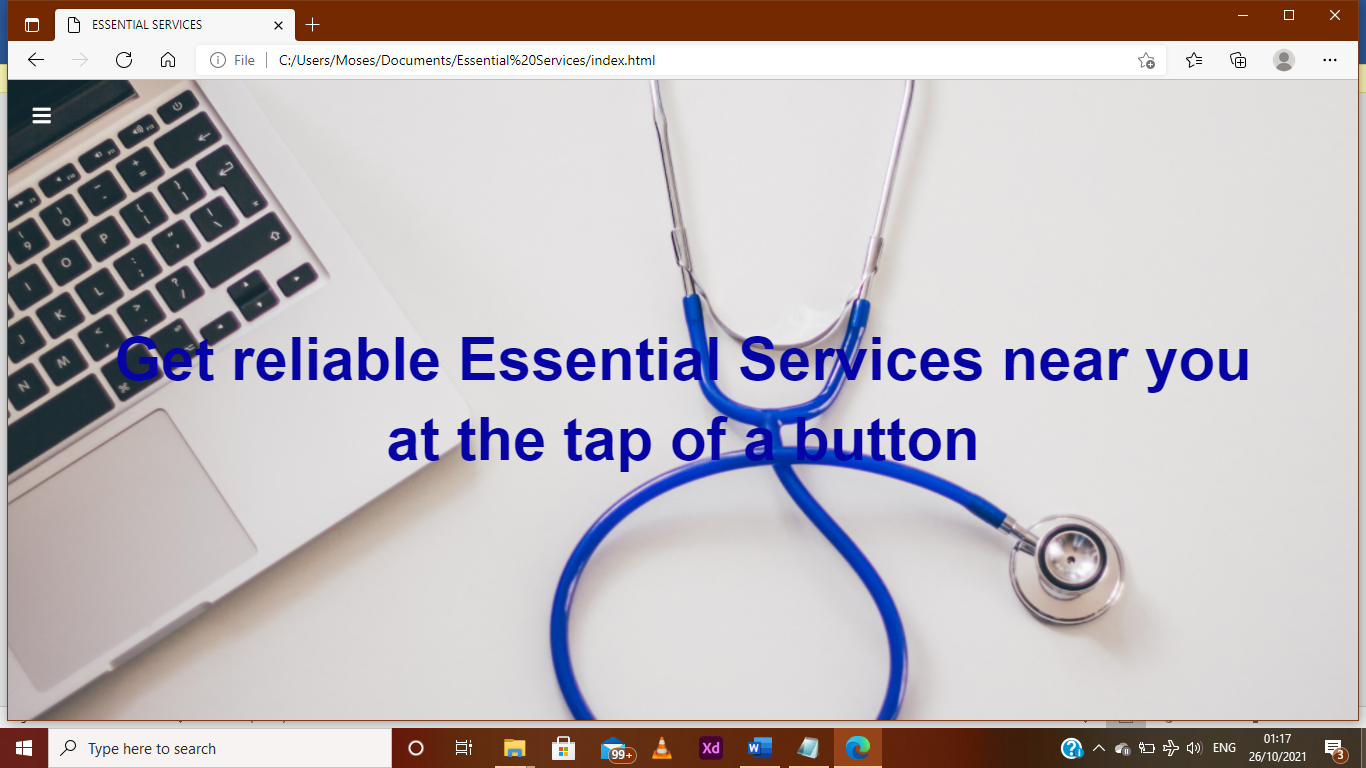 ESSENTIAL SERVICES
File
C:/Users/Moses/Documents/Essential%20Services/index.html
Get reliable Essential Services near you
at the tap of a button
Type here to search
99+
Xd
ENG
01:17
26/10/2021
3